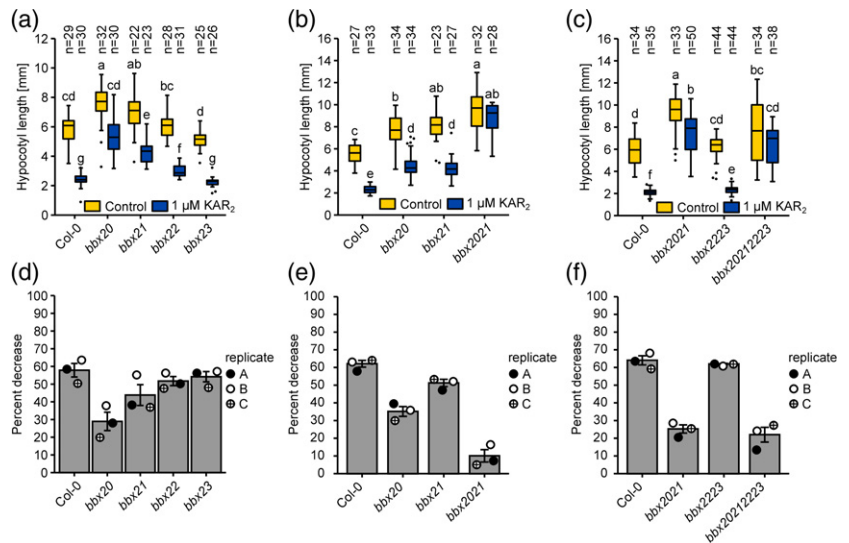 (a) (b) (c)
n=29 n=30 n=32 n=30 n=22 n=23 n=28 n=31 n=25 n=26
n=27 n=33 n=34 n=34 n=23 n=27 n=32 n=28
n=34 n=35 n=33 n=50 n=44 n=44 n=34 n=38
Hypocotyl length [mm]
12
10
8
6
4
2
0
cd g a cd ab e bc f d g
Control 1 µM KAR2
Col-0 bbx20 bbx21 bbx22 bbx23
Hypocotyl length [mm]
16
14
12
10
8
6
4
2
0
c e b d ab d a ab
Control 1 µM KAR2
Col-0 bbx20 bbx21 bbx2021
Hypocotyl length [mm]
16
14
12
10
8
6
4
2
0
d f a b cd e bc cd
Control 1 µM KAR2
Col-0 bbx2021 bbx2223 bbx20212223
(d) (e) (f)
Percent decrease
100
90
80
70
60
50
40
30
20
10
0
replicate
A
B
C
Col-0 bbx20 bbx21 bbx22 bbx23
Percent decrease
100
90
80
70
60
50
40
30
20
10
0
replicate
A
B
C
Col-0 bbx20 bbx21 bbx2021
Percent decrease
100
90
80
70
60
50
40
30
20
10
0
replicate
A
B
C
Col-0 bbx2021 bbx2223 bbx20212223